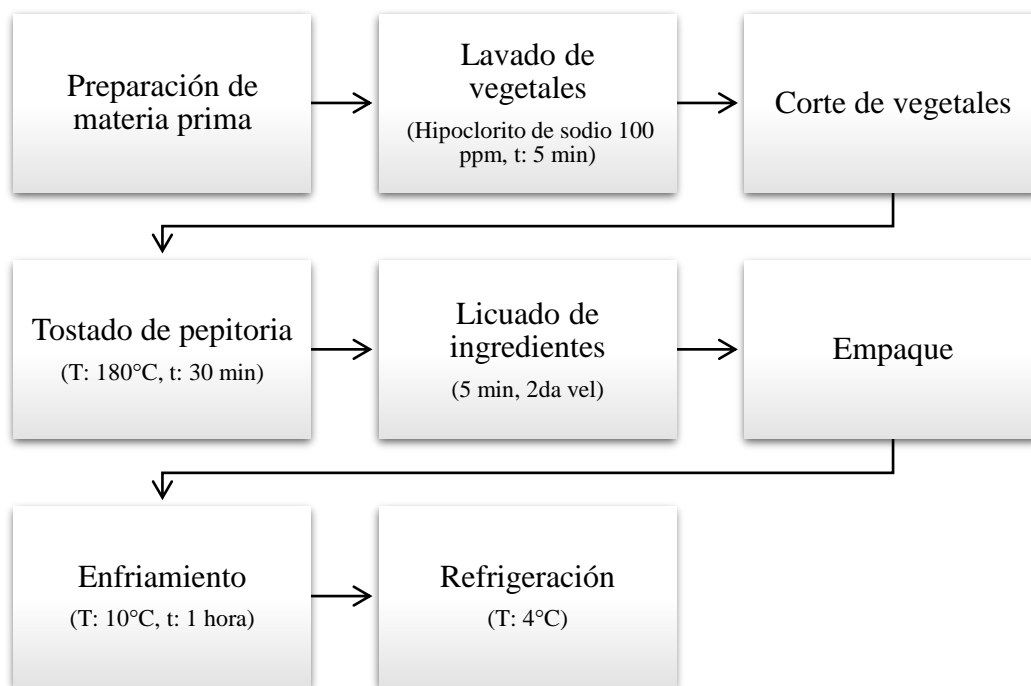 Preparación de
materia prima
Lavado de
vegetales
(Hipoclorito de sodio 100
ppm, t: 5 min)
Corte de vegetales
Tostado de pepitoria
(T: 180°C, t: 30 min)
Licuado de
ingredientes
(5 min, 2da vel)
Empaque
Enfriamiento
(T: 10°C, t: 1 hora)
Refrigeración
(T: 4°C)